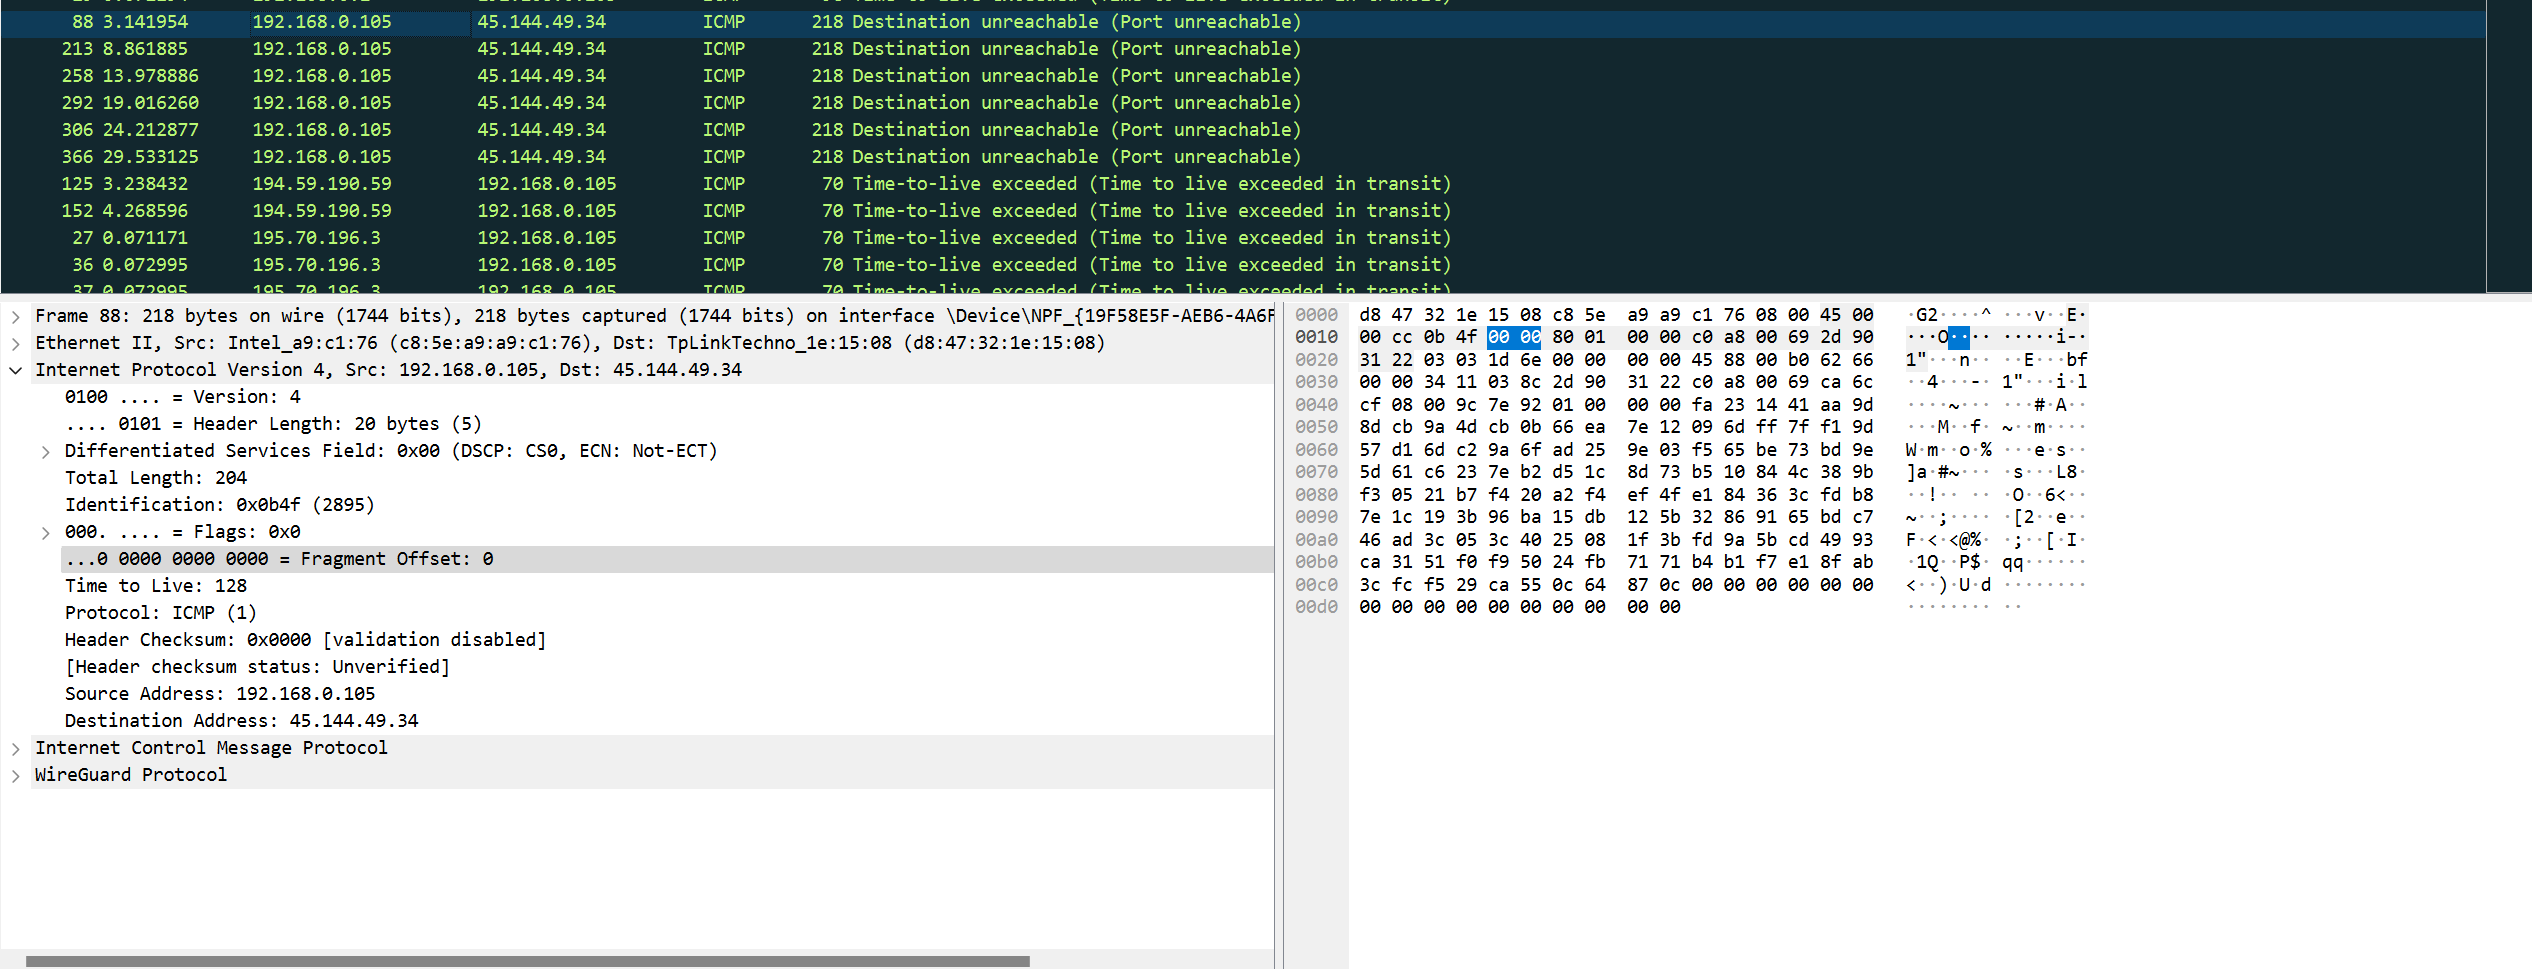 88 3.141954 192.168.0.105 45.144.49.34 ICMP 218 Destination unreachable (Port unreachable)
213 8.861885 192.168.0.105 45.144.49.34 ICMP 218 Destination unreachable (Port unreachable)
258 13.978886 192.168.0.105 45.144.49.34 ICMP 218 Destination unreachable (Port unreachable)
292 19.016260 192.168.0.105 45.144.49.34 ICMP 218 Destination unreachable (Port unreachable)
306 24.212877 192.168.0.105 45.144.49.34 ICMP 218 Destination unreachable (Port unreachable)
366 29.533125 192.168.0.105 45.144.49.34 ICMP 218 Destination unreachable (Port unreachable)
125 3.238432 194.59.190.59 192.168.0.105 ICMP 70 Time-to-live exceeded (Time to live exceeded in transit)
152 4.268596 194.59.190.59 192.168.0.105 ICMP 70 Time-to-live exceeded (Time to live exceeded in transit)
27 0.071171 195.70.196.3 192.168.0.105 ICMP 70 Time-to-live exceeded (Time to live exceeded in transit)
36 0.072995 195.70.196.3 192.168.0.105 ICMP 70 Time-to-live exceeded (Time to live exceeded in transit)
37 0.072995 195.70.196.3 192.168.0.105 ICMP 70 Time-to-live exceeded (Time to live exceeded in transit)
Frame 88: 218 bytes on wire (1744 bits), 218 bytes captured (1744 bits) on interface \Device\NPF_{19F58E5F-AEB6-4A6F
Ethernet II, Src: Intel_a9:c1:76 (c8:5e:a9:a9:c1:76), Dst: TpLinkTechno_1e:15:08 (d8:47:32:1e:15:08)
Internet Protocol Version 4, Src: 192.168.0.105, Dst: 45.144.49.34
0100 .... = Version: 4
.... 0101 = Header Length: 20 bytes (5)
Differentiated Services Field: 0x00 (DSCP: CS0, ECN: Not-ECT)
Total Length: 204
Identification: 0x0b4f (2895)
000. .... = Flags: 0x0
...0 0000 0000 0000 = Fragment Offset: 0
Time to Live: 128
Protocol: ICMP (1)
Header Checksum: 0x0000 [validation disabled]
[Header checksum status: Unverified]
Source Address: 192.168.0.105
Destination Address: 45.144.49.34
Internet Control Message Protocol
WireGuard Protocol
0000 d8 47 32 1e 15 08 c8 5e a9 a9 c1 76 08 00 45 00 ·G2····^ ···v··E·
0010 00 cc 0b 4f 00 00 80 01 00 00 c0 a8 00 69 2d 90 ···O···· ·····i-·
0020 31 22 03 03 1d 6e 00 00 00 00 45 88 00 b0 62 66 1"···n·· ··E···bf
0030 00 00 34 11 03 8c 2d 90 31 22 c0 a8 00 69 ca 6c ··4···-· 1"···i·l
0040 cf 08 00 9c 7e 92 01 00 00 00 fa 23 14 41 aa 9d ····~··· ···#·A··
0050 8d cb 9a 4d cb 0b 66 ea 7e 12 09 6d ff 7f f1 9d ···M··f· ~··m····
0060 57 d1 6d c2 9a 6f ad 25 9e 03 f5 65 be 73 bd 9e W·m··o·% ···e·s··
0070 5d 61 c6 23 7e b2 d5 1c 8d 73 b5 10 84 4c 38 9b ]a·#~··· ·s···L8·
0080 f3 05 21 b7 f4 20 a2 f4 ef 4f e1 84 36 3c fd b8 ··!·· ·· ·O··6<··
0090 7e 1c 19 3b 96 ba 15 db 12 5b 32 86 91 65 bd c7 ~··;···· ·[2··e··
00a0 46 ad 3c 05 3c 40 25 08 1f 3b fd 9a 5b cd 49 93 F·<·<@%· ·;··[·I·
00b0 ca 31 51 f0 f9 50 24 fb 71 71 b4 b1 f7 e1 8f ab ·1Q··P$· qq······
00c0 3c fc f5 29 ca 55 0c 64 87 0c 00 00 00 00 00 00 <··)·U·d ········
00d0 00 00 00 00 00 00 00 00 00 00 ········ ··